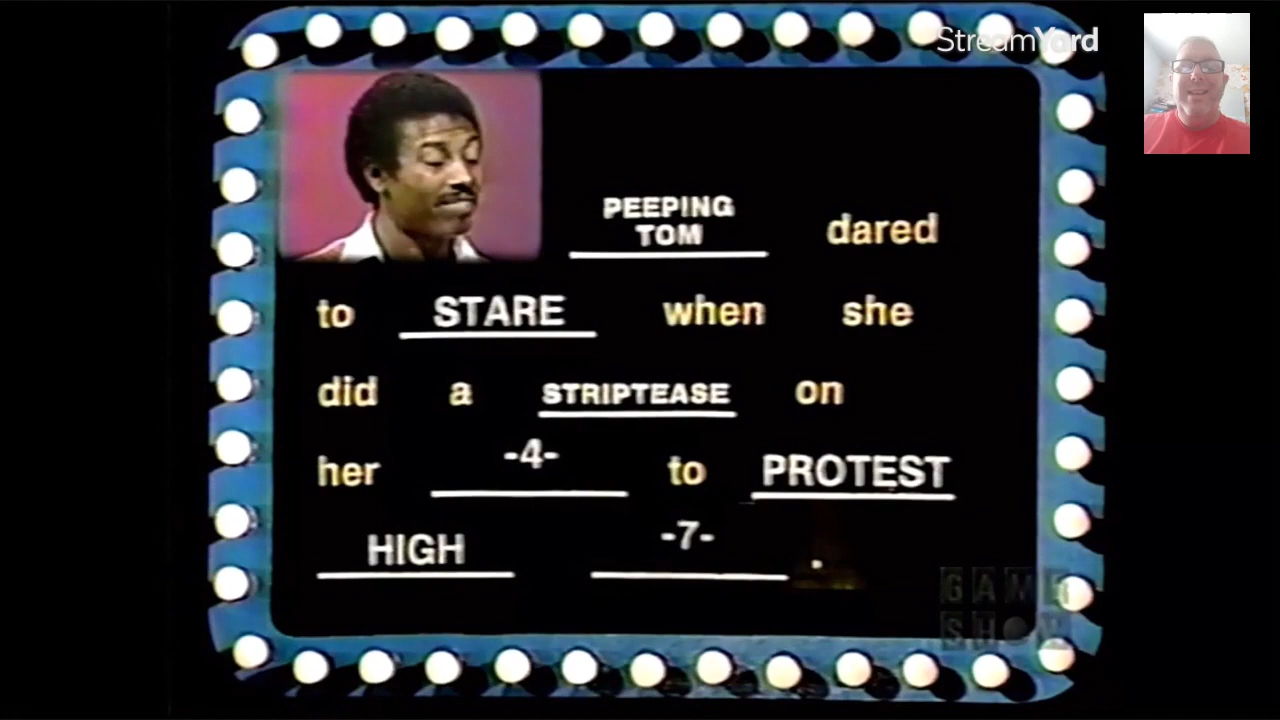 StreamYard
PEEPING
TOM dared
to STARE when she
did a STRIPTEASE on
her -4- to PROTEST
HIGH -7- .
GAME
SHOW